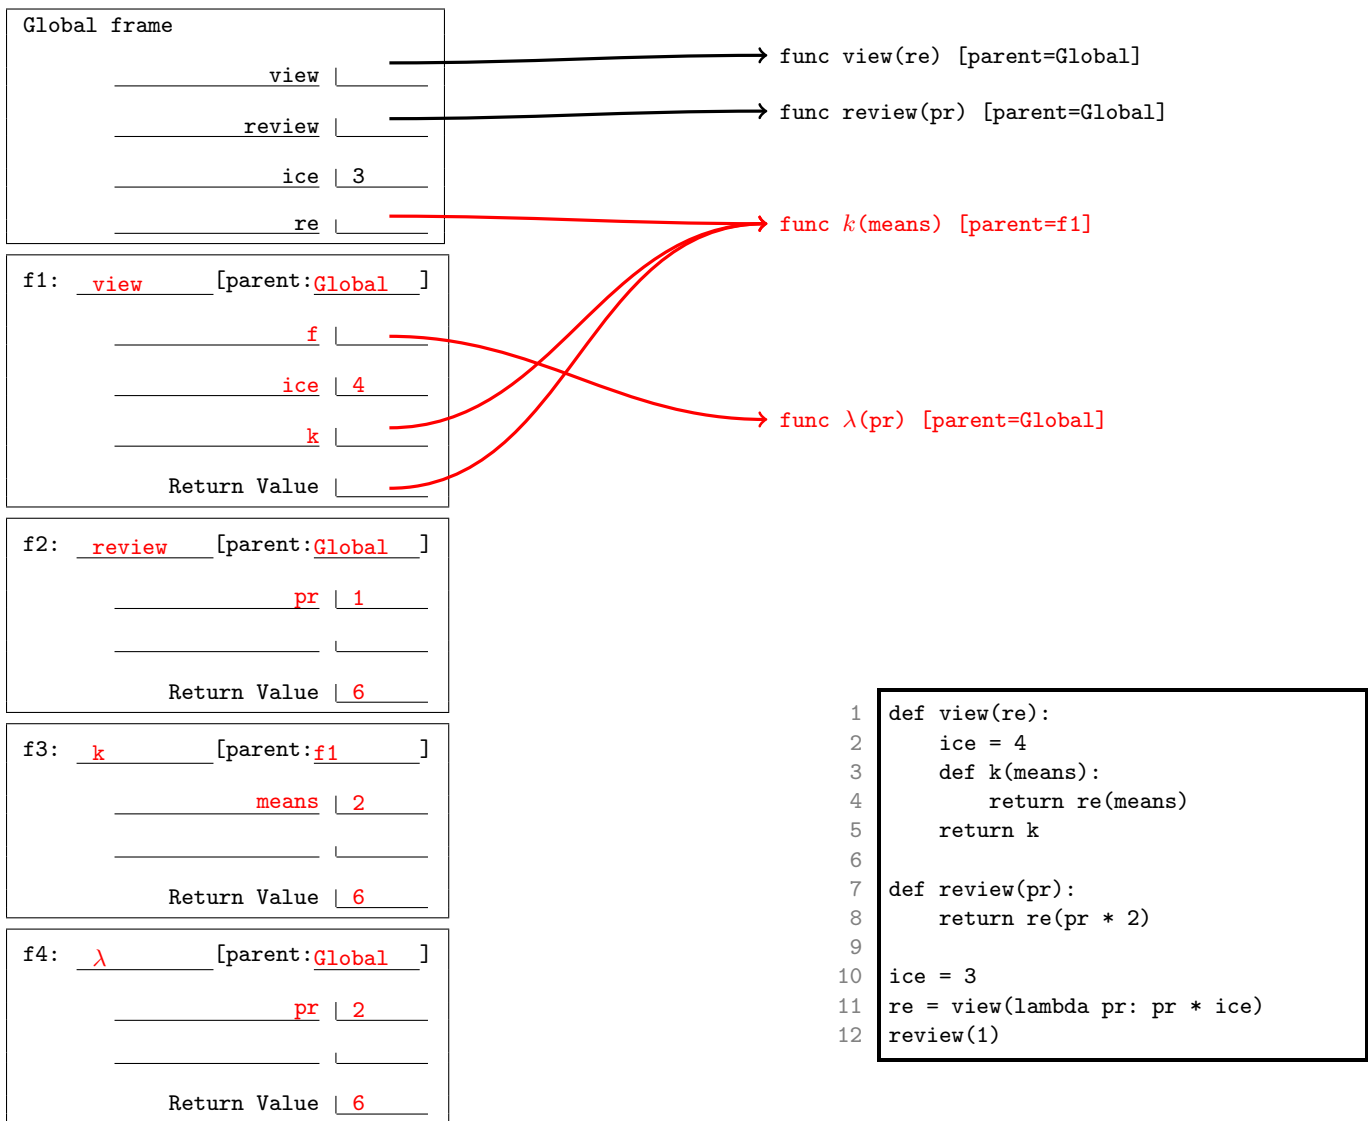 Global frame
view
review
ice 3
re
func view(re) [parent=Global]
func review(pr) [parent=Global]
func k(means) [parent=f1]
func λ(pr) [parent=Global]
f1: view [parent:Global]
f
ice 4
k
Return Value
f2: review [parent:Global]
pr 1
Return Value 6
f3: k [parent:f1]
means 2
Return Value 6
f4: λ [parent:Global]
pr 2
Return Value 6
1 def view(re):
2     ice = 4
3     def k(means):
4         return re(means)
5     return k
6
7 def review(pr):
8     return re(pr * 2)
9
10 ice = 3
11 re = view(lambda pr: pr * ice)
12 review(1)